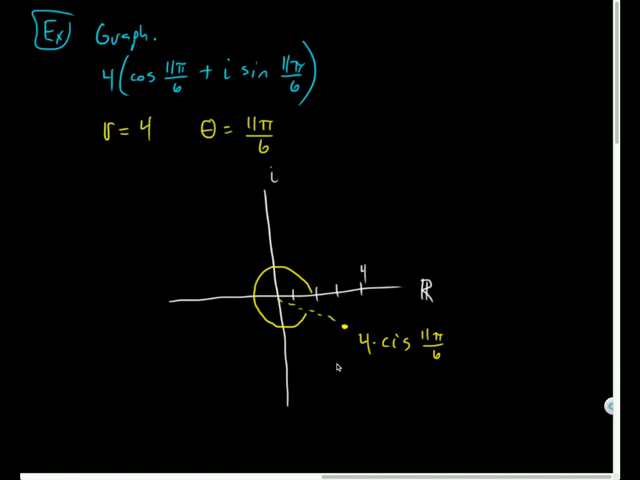 Ex Graph.
4(cos 11π/6 + i sin 11π/6)
r = 4 θ = 11π/6
i
4
ℝ
4·cis 11π/6